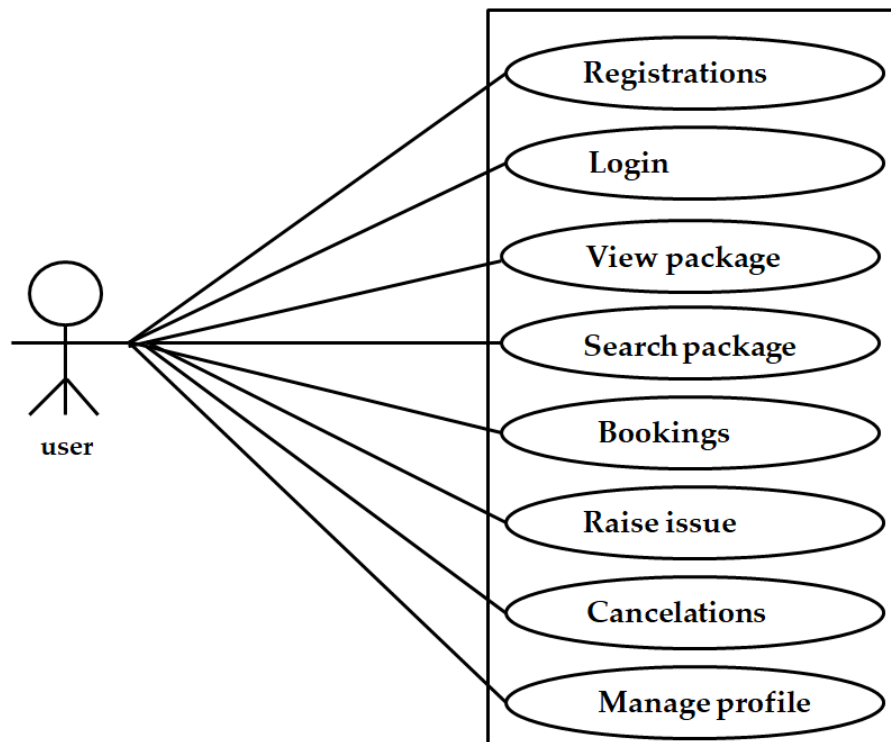 Registrations
Login
View package
Search package
user
Bookings
Raise issue
Cancelations
Manage profile